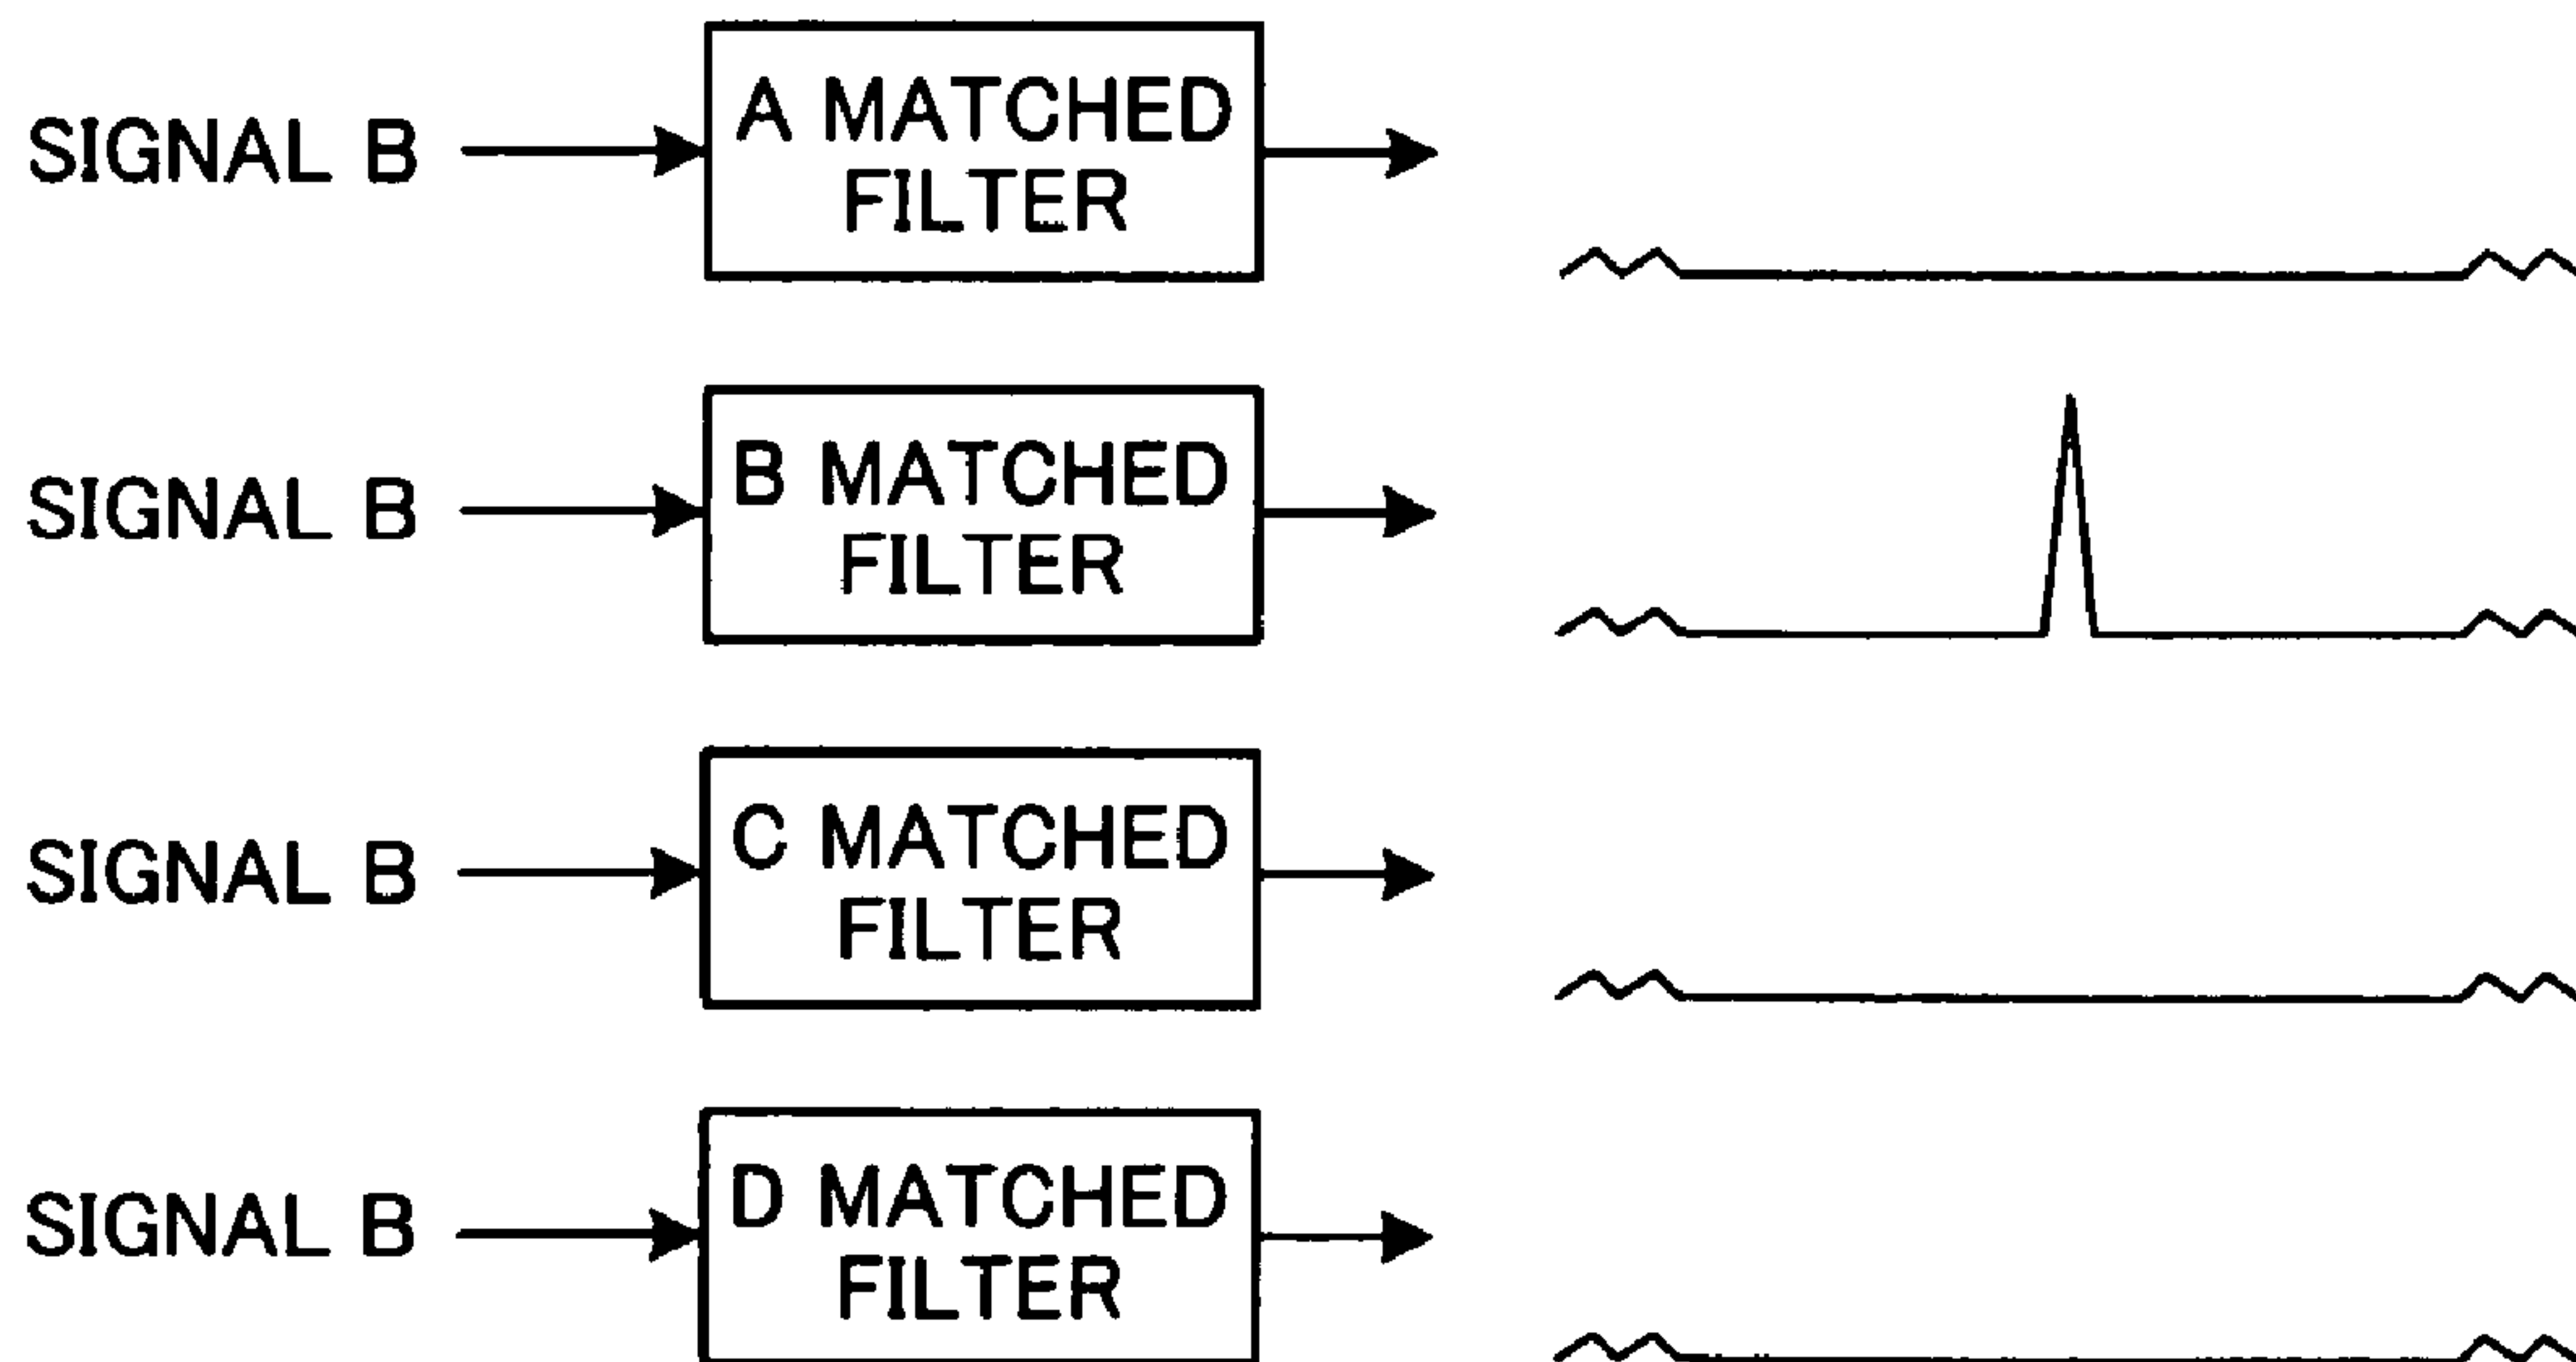 SIGNAL B
A MATCHED
FILTER
SIGNAL B
B MATCHED
FILTER
SIGNAL B
C MATCHED
FILTER
SIGNAL B
D MATCHED
FILTER